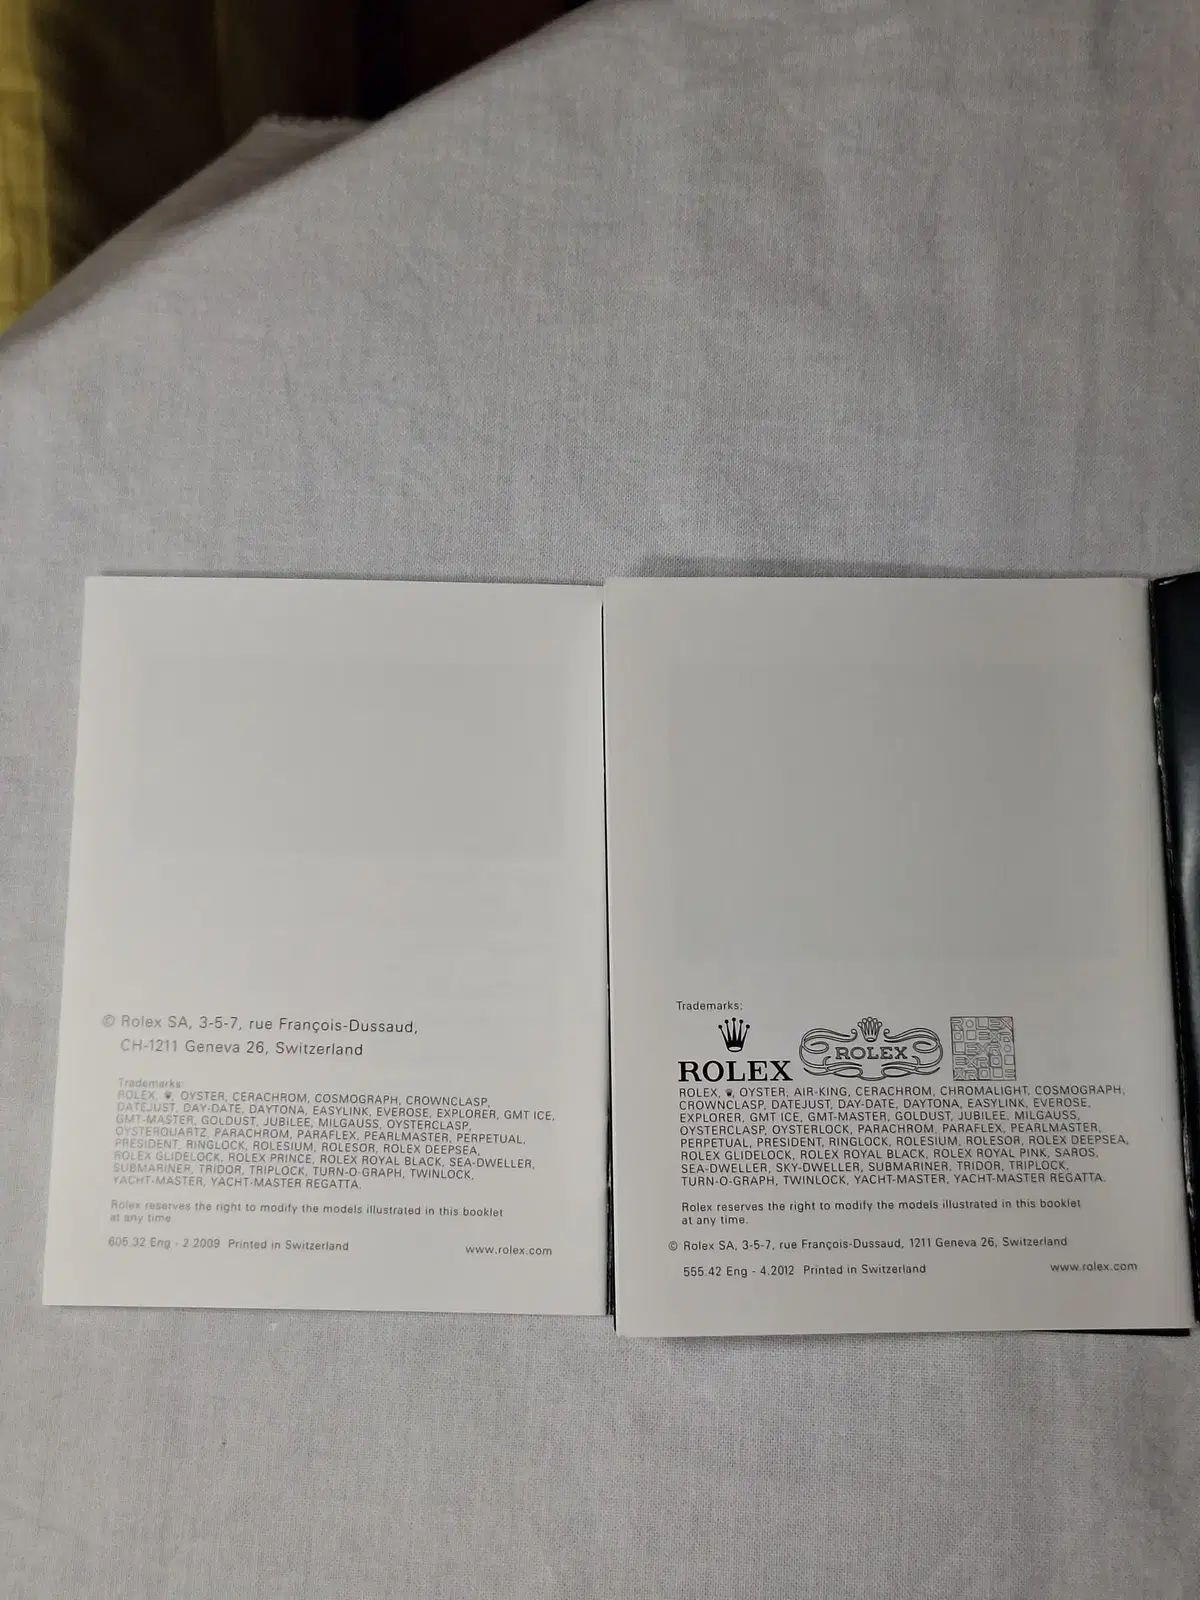 © Rolex SA, 3-5-7, rue François-Dussaud,
CH-1211 Geneva 26, Switzerland
Trademarks:
ROLEX, OYSTER, CERACHROM, COSMOGRAPH, CROWNCLASP,
DATEJUST, DAY-DATE, DAYTONA, EASYLINK, EVEROSE, EXPLORER, GMT ICE,
GMT-MASTER, GOLDUST, JUBILEE, MILGAUSS, OYSTERCLASP,
OYSTERQUARTZ, PARACHROM, PARAFLEX, PEARLMASTER, PERPETUAL,
PRESIDENT, RINGLOCK, ROLESIUM, ROLESOR, ROLEX DEEPSEA,
ROLEX GLIDELOCK, ROLEX PRINCE, ROLEX ROYAL BLACK, SEA-DWELLER,
SUBMARINER, TRIDOR, TRIPLOCK, TURN-O-GRAPH, TWINLOCK,
YACHT-MASTER, YACHT-MASTER REGATTA.
Rolex reserves the right to modify the models illustrated in this booklet
at any time.
605.32 Eng - 2.2009 Printed in Switzerland
www.rolex.com
Trademarks:
ROLEX
ROLEX
ROLEX, OYSTER, AIR-KING, CERACHROM, CHROMALIGHT, COSMOGRAPH,
CROWNCLASP, DATEJUST, DAY-DATE, DAYTONA, EASYLINK, EVEROSE,
EXPLORER, GMT ICE, GMT-MASTER, GOLDUST, JUBILEE, MILGAUSS,
OYSTERCLASP, OYSTERLOCK, PARACHROM, PARAFLEX, PEARLMASTER,
PERPETUAL, PRESIDENT, RINGLOCK, ROLESIUM, ROLESOR, ROLEX DEEPSEA,
ROLEX GLIDELOCK, ROLEX ROYAL BLACK, ROLEX ROYAL PINK, SAROS,
SEA-DWELLER, SKY-DWELLER, SUBMARINER, TRIDOR, TRIPLOCK,
TURN-O-GRAPH, TWINLOCK, YACHT-MASTER, YACHT-MASTER REGATTA.
Rolex reserves the right to modify the models illustrated in this booklet
at any time.
© Rolex SA, 3-5-7, rue François-Dussaud, 1211 Geneva 26, Switzerland
555.42 Eng - 4.2012 Printed in Switzerland
www.rolex.com